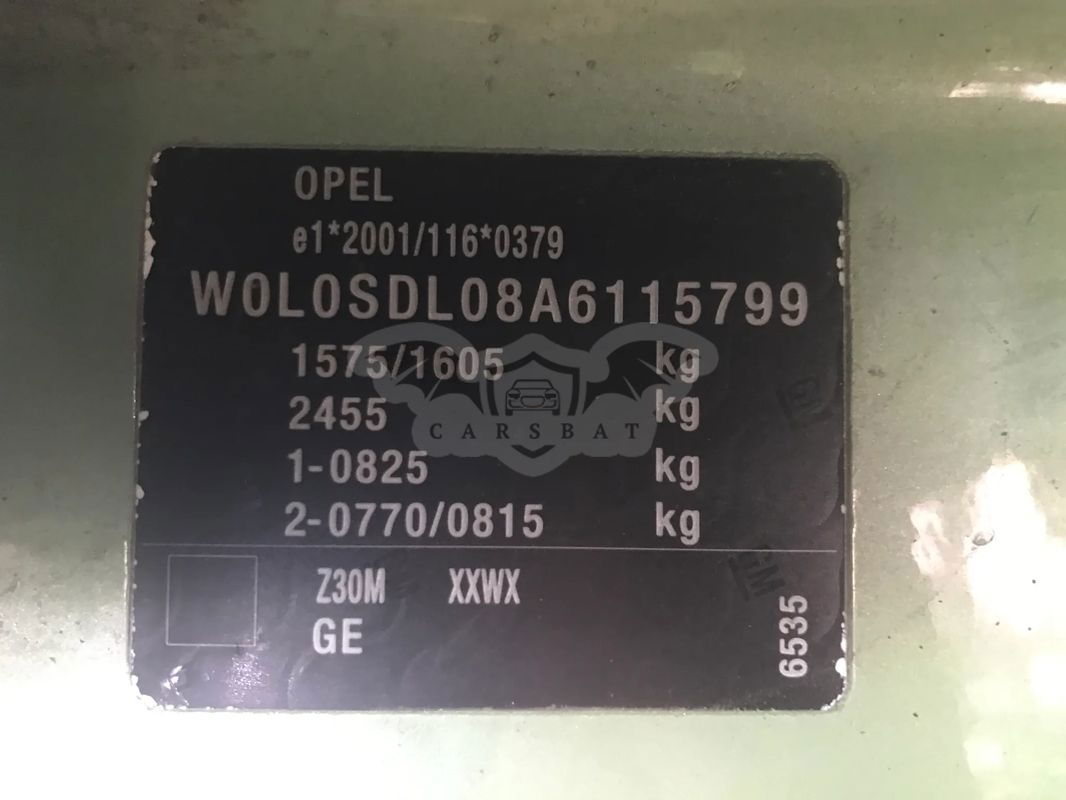 OPEL
e1*2001/116*0379
W0L0SDL08A6115799
1575/1605 kg
2455 kg
CARSBAT
1-0825 kg
2-0770/0815 kg
Z30M XXWX
GE
GM
6535